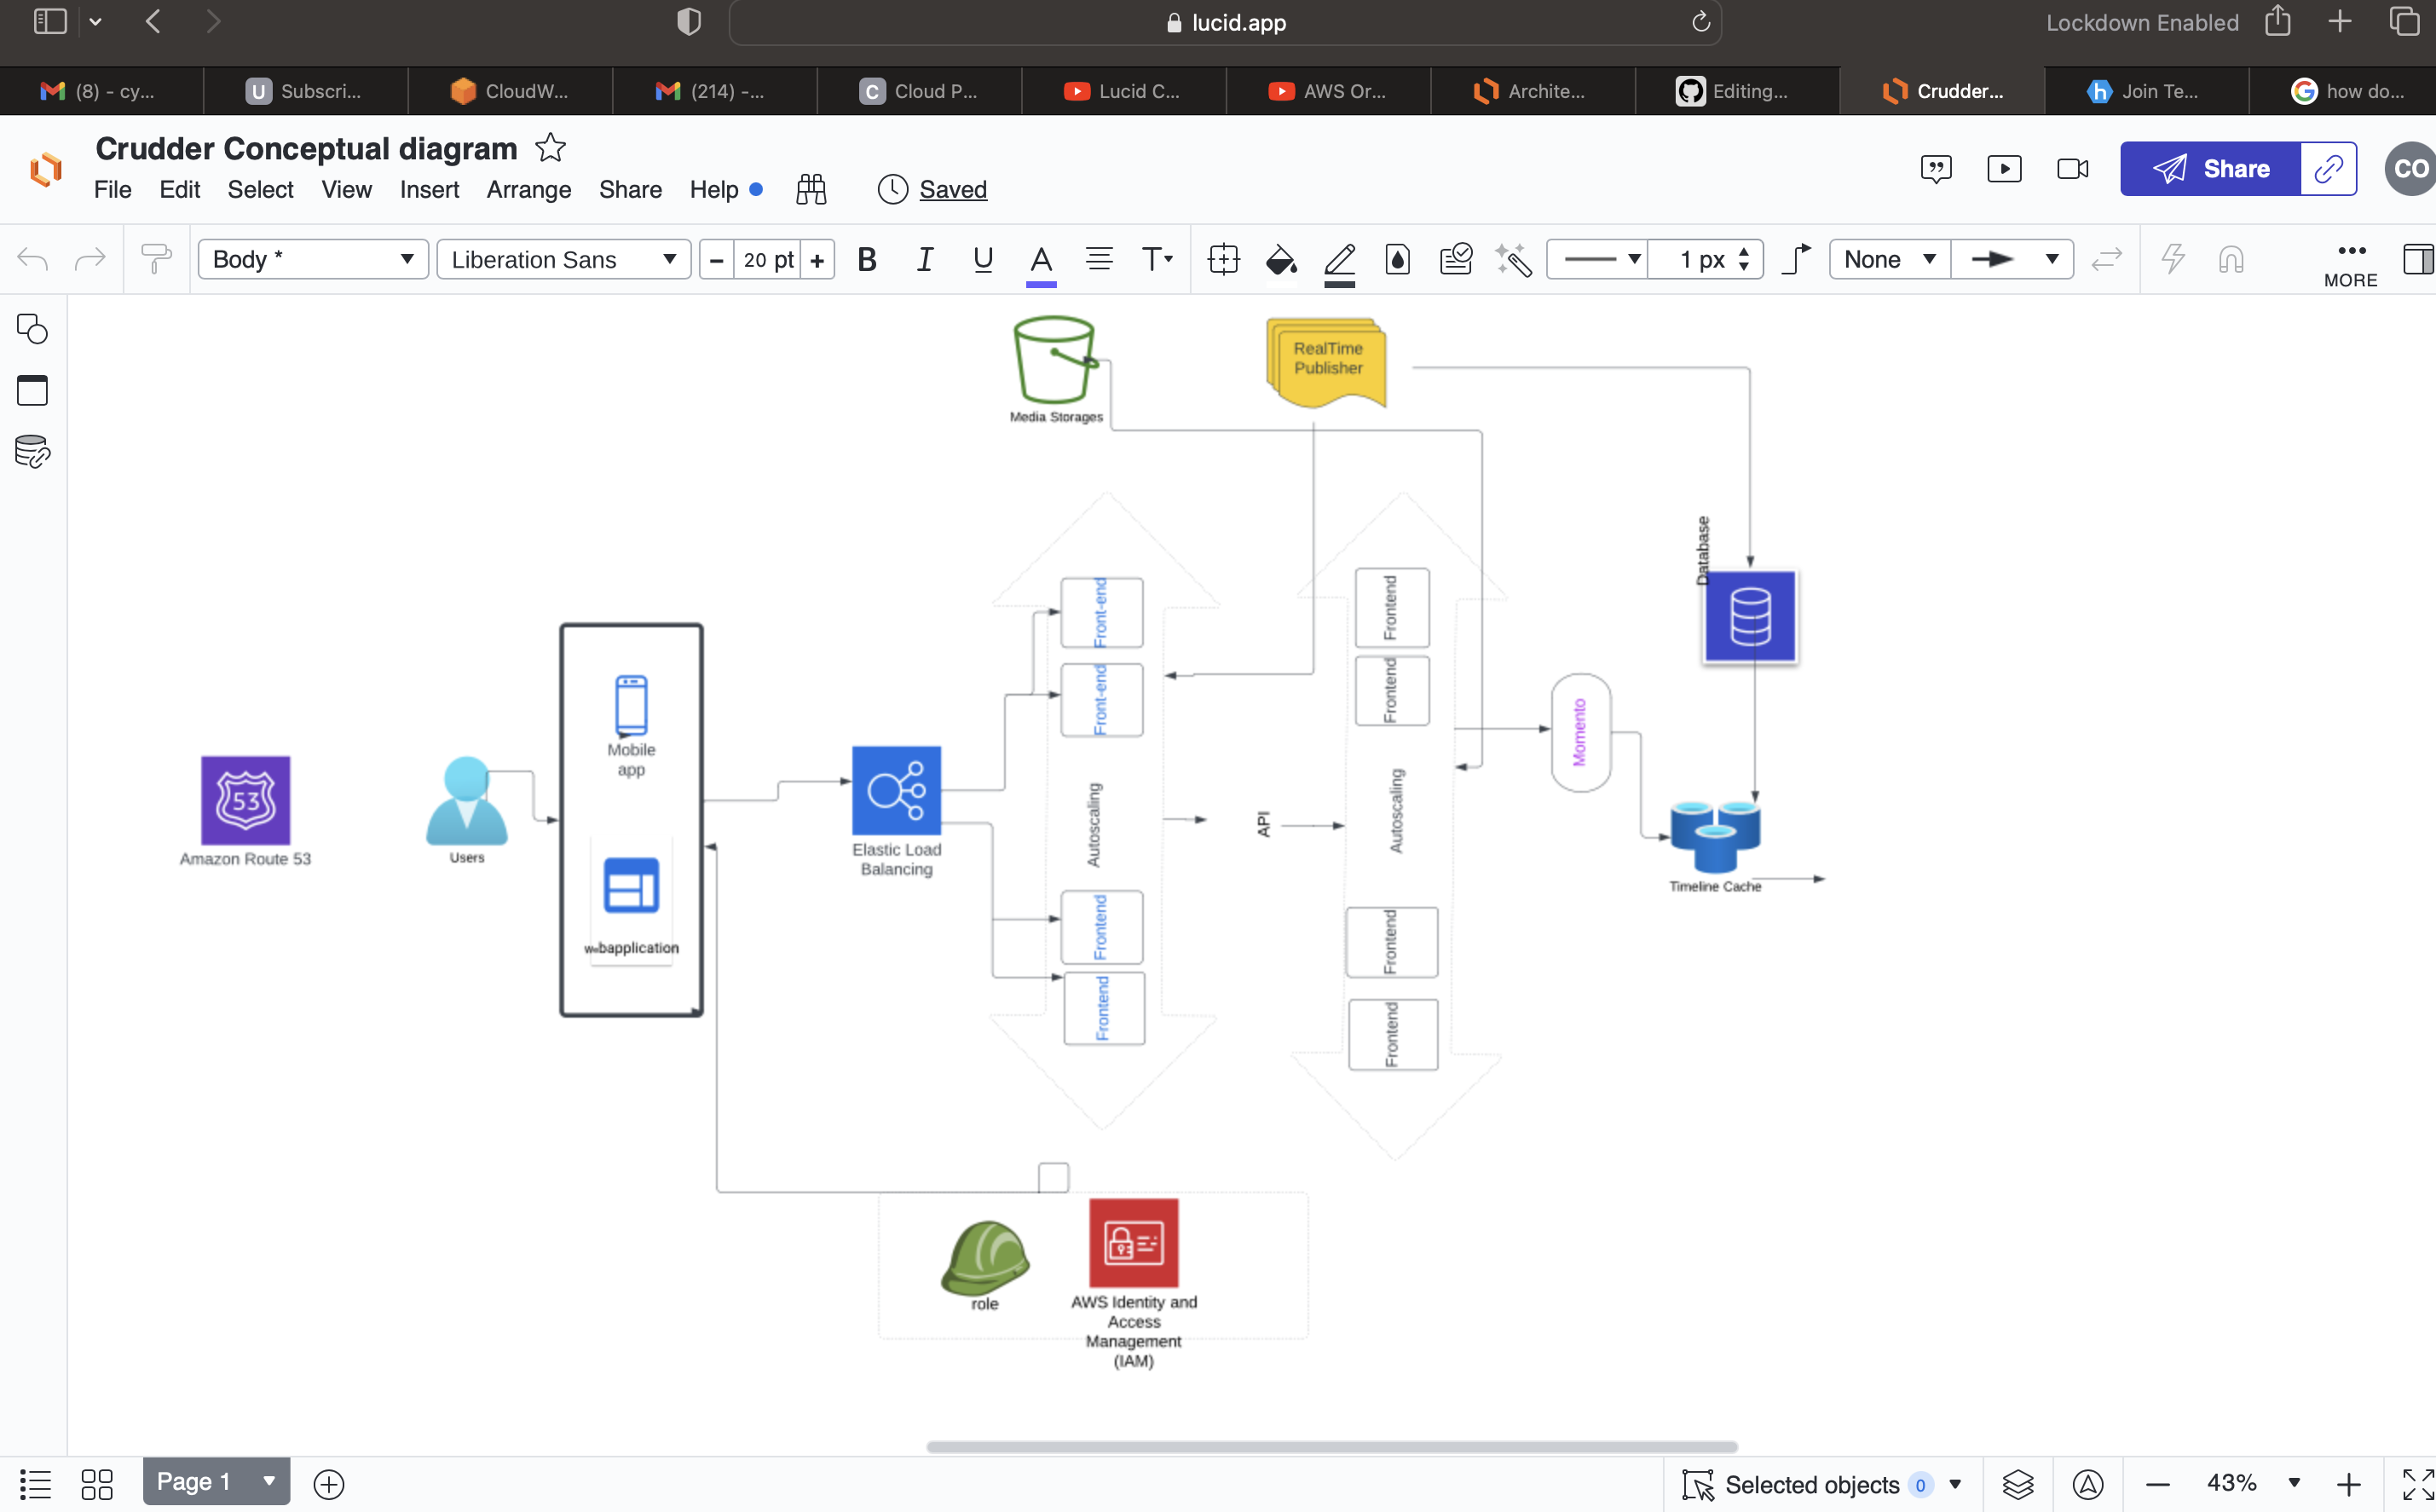 lucid.app
Lockdown Enabled
(8) - cy...
U Subscri...
CloudW...
(214) -...
C Cloud P...
Lucid C...
AWS Or...
Archite...
Editing...
Crudder...
h Join Te...
G how do...
Crudder Conceptual diagram
File Edit Select View Insert Arrange Share Help Saved
Share
CO
Body *
Liberation Sans
- 20 pt +
B I U A T
1 px
None
MORE
Media Storages
RealTime
Publisher
Database
Front-end
Front-end
Autoscaling
Frontend
Frontend
Frontend
Frontend
Autoscaling
Frontend
Frontend
API
Momento
Timeline Cache
53
Amazon Route 53
Users
Mobile
app
webapplication
Elastic Load
Balancing
role
AWS Identity and
Access
Management
(IAM)
Page 1
Selected objects 0
43%